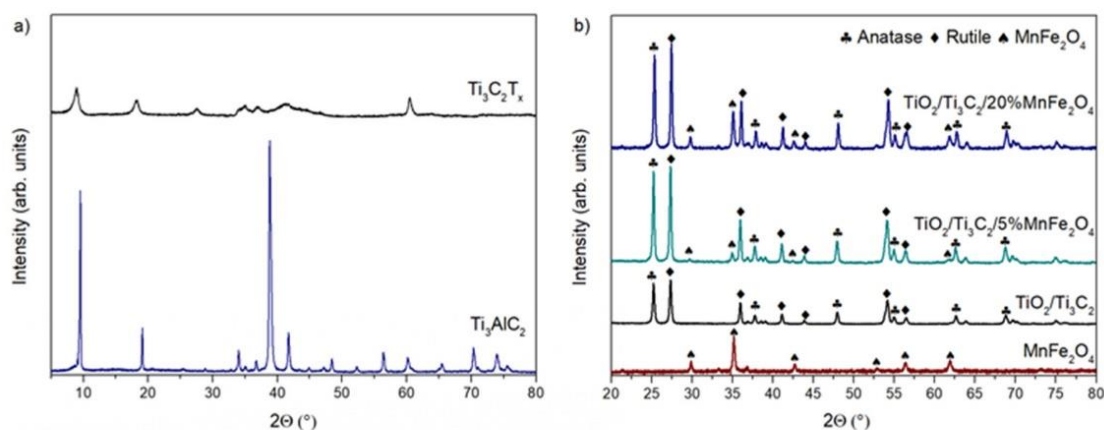 a)
Ti₃C₂Tₓ
Ti₃AlC₂
Intensity (arb. units)
10 20 30 40 50 60 70 80
2Θ (°)
b)
♣ Anatase ♦ Rutile ♠ MnFe₂O₄
TiO₂/Ti₃C₂/20%MnFe₂O₄
TiO₂/Ti₃C₂/5%MnFe₂O₄
TiO₂/Ti₃C₂
MnFe₂O₄
Intensity (arb. units)
20 25 30 35 40 45 50 55 60 65 70 75 80
2Θ (°)